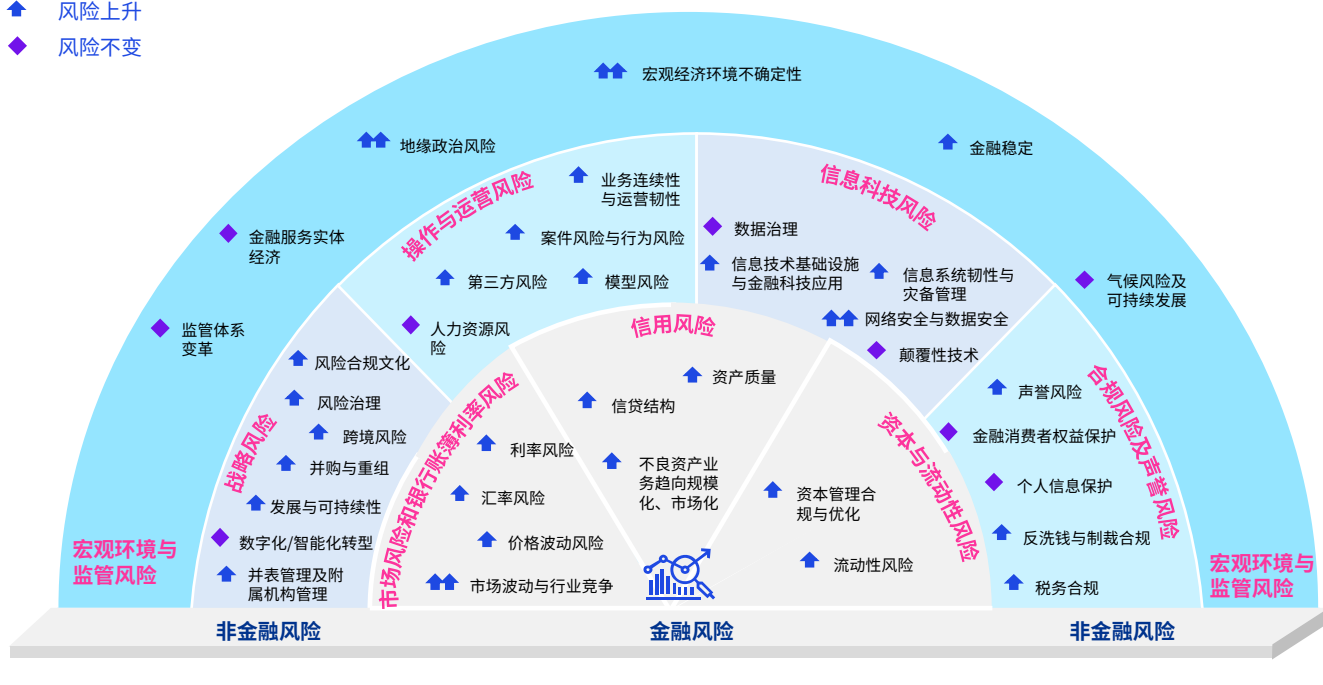 风险上升
风险不变
宏观经济环境不确定性
地缘政治风险
金融稳定
金融服务实体
经济
气候风险及
可持续发展
监管体系
变革
宏观环境与
监管风险
宏观环境与
监管风险
操作与运营风险
业务连续性
与运营韧性
案件风险与行为风险
第三方风险
模型风险
人力资源风
险
信息科技风险
数据治理
信息技术基础设施
与金融科技应用
信息系统韧性与
灾备管理
网络安全与数据安全
颠覆性技术
战略风险
风险合规文化
风险治理
跨境风险
并购与重组
发展与可持续性
数字化/智能化转型
并表管理及附
属机构管理
合规风险及声誉风险
声誉风险
金融消费者权益保护
个人信息保护
反洗钱与制裁合规
税务合规
市场风险和银行账簿利率风险
利率风险
汇率风险
价格波动风险
市场波动与行业竞争
信用风险
资产质量
信贷结构
不良资产业
务趋向规模
化、市场化
资本与流动性风险
资本管理合
规与优化
流动性风险
非金融风险
金融风险
非金融风险